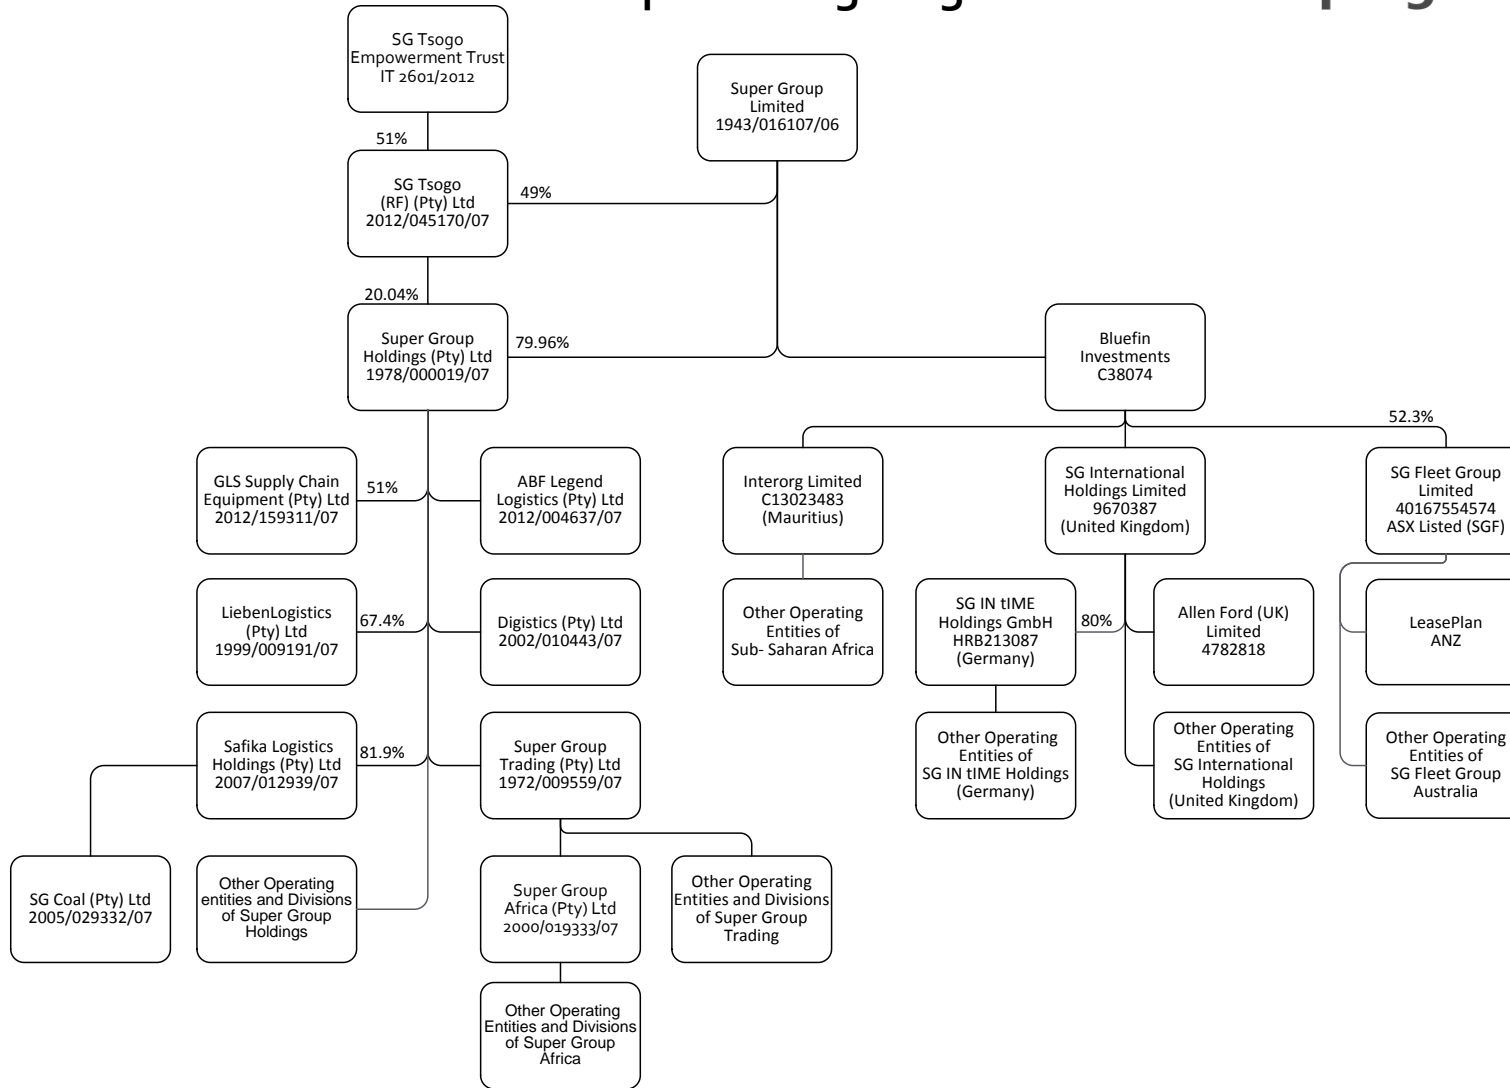 SG Tsogo
Empowerment Trust
IT 2601/2012
Super Group
Limited
1943/016107/06
51%
SG Tsogo
(RF) (Pty) Ltd
2012/045170/07
49%
20.04%
Super Group
Holdings (Pty) Ltd
1978/000019/07
79.96%
Bluefin
Investments
C38074
52.3%
GLS Supply Chain
Equipment (Pty) Ltd
2012/159311/07
51%
ABF Legend
Logistics (Pty) Ltd
2012/004637/07
Interorg Limited
C13023483
(Mauritius)
SG International
Holdings Limited
9670387
(United Kingdom)
SG Fleet Group
Limited
40167554574
ASX Listed (SGF)
LiebenLogistics
(Pty) Ltd
1999/009191/07
67.4%
Digistics (Pty) Ltd
2002/010443/07
Other Operating
Entities of
Sub- Saharan Africa
SG IN tIME
Holdings GmbH
HRB213087
(Germany)
80%
Allen Ford (UK)
Limited
4782818
LeasePlan
ANZ
Safika Logistics
Holdings (Pty) Ltd
2007/012939/07
81.9%
Super Group
Trading (Pty) Ltd
1972/009559/07
Other Operating
Entities of
SG IN tIME Holdings
(Germany)
Other Operating
Entities of
SG International
Holdings
(United Kingdom)
Other Operating
Entities of
SG Fleet Group
Australia
SG Coal (Pty) Ltd
2005/029332/07
Other Operating
entities and Divisions
of Super Group
Holdings
Super Group
Africa (Pty) Ltd
2000/019333/07
Other Operating
Entities and Divisions
of Super Group
Trading
Other Operating
Entities and Divisions
of Super Group
Africa